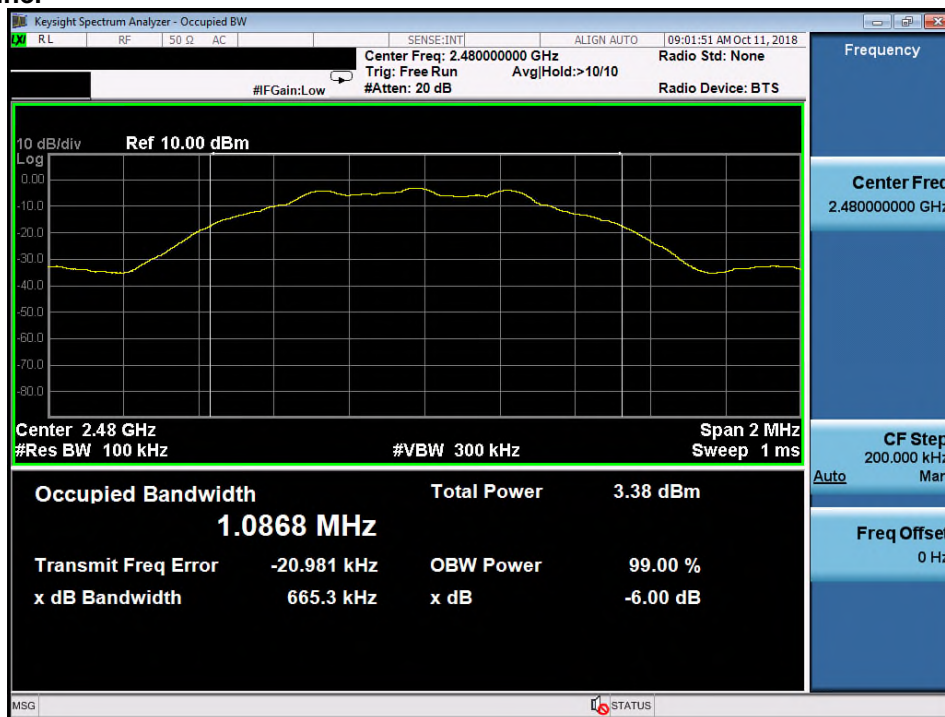 Keysight Spectrum Analyzer - Occupied BW
LXI RL RF 50 Ω AC SENSE:INT ALIGN AUTO 09:01:51 AM Oct 11, 2018
Center Freq: 2.480000000 GHz Radio Std: None
Trig: Free Run Avg|Hold:>10/10
#IFGain:Low #Atten: 20 dB Radio Device: BTS
Frequency
10 dB/div Ref 10.00 dBm
Log
0.00
-10.0
-20.0
-30.0
-40.0
-50.0
-60.0
-70.0
-80.0
Center 2.48 GHz Span 2 MHz
#Res BW 100 kHz #VBW 300 kHz Sweep 1 ms
Center Freq
2.480000000 GHz
CF Step
200.000 kHz
Auto Man
Freq Offset
0 Hz
Occupied Bandwidth Total Power 3.38 dBm
1.0868 MHz
Transmit Freq Error -20.981 kHz OBW Power 99.00 %
x dB Bandwidth 665.3 kHz x dB -6.00 dB
MSG STATUS